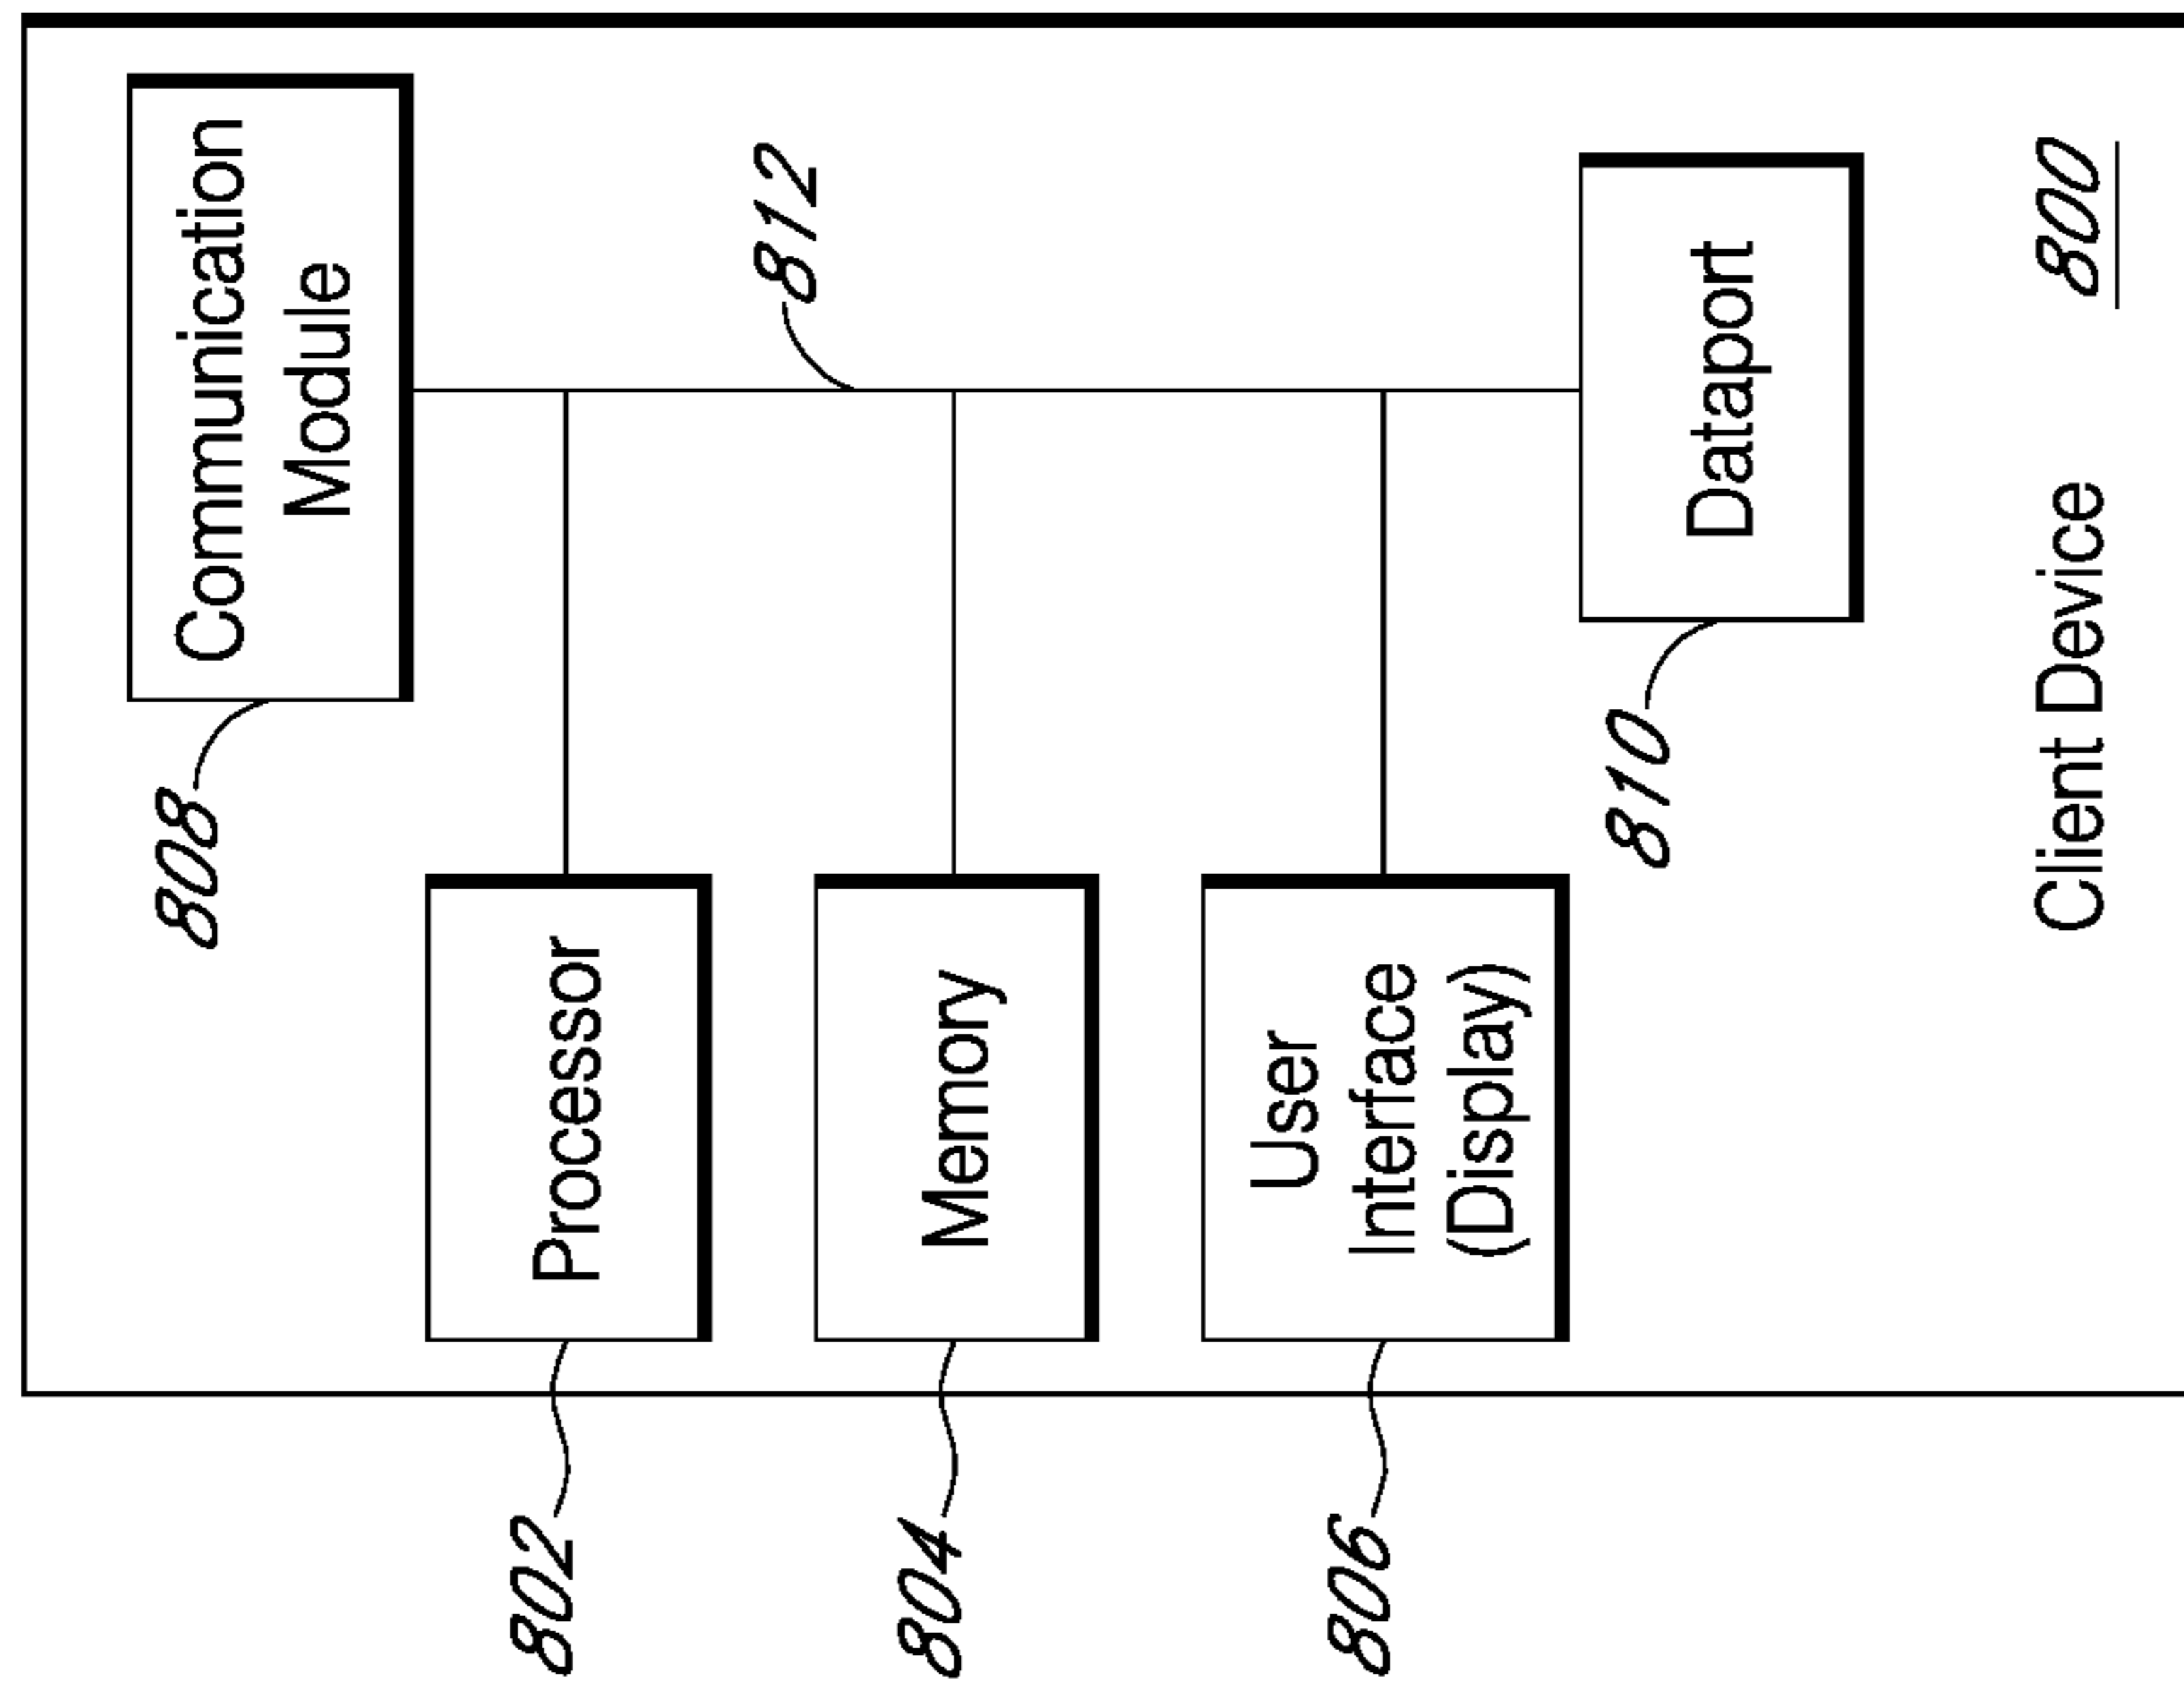 808
Communication
Module
812
802
Processor
804
Memory
806
User
Interface
(Display)
810
Dataport
Client Device
800